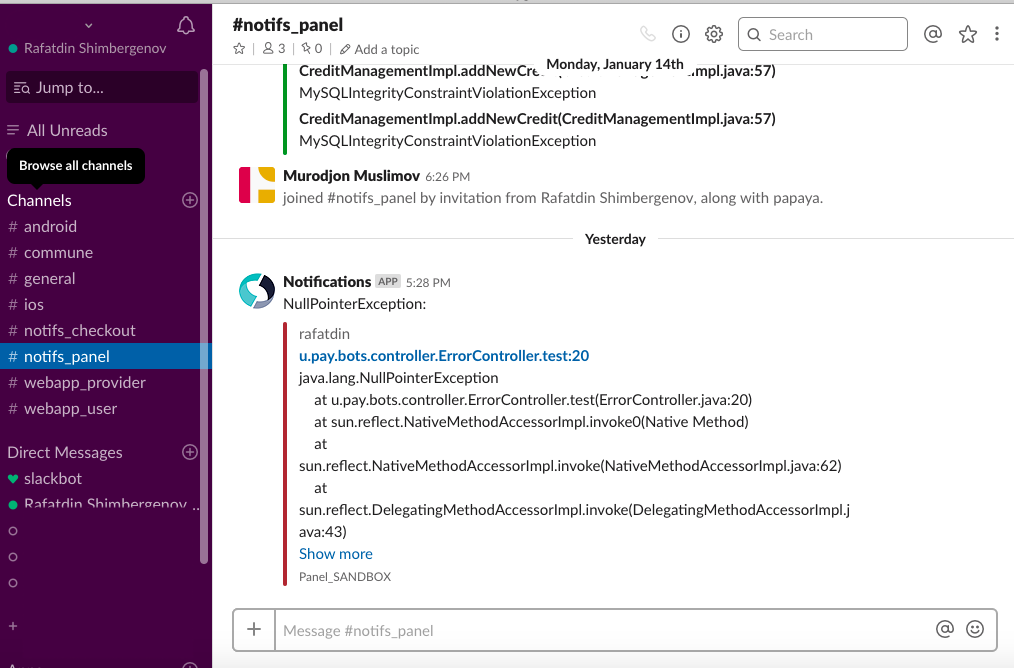 Rafatdin Shimbergenov
Jump to...
All Unreads
Browse all channels
Channels
# android
# commune
# general
# ios
# notifs_checkout
# notifs_panel
# webapp_provider
# webapp_user
Direct Messages
slackbot
Rafatdin Shimbergenov ..
#notifs_panel
3
0
Add a topic
Search
Monday, January 14th
CreditManagementImpl.addNewCre mpl.java:57)
MySQLIntegrityConstraintViolationException
CreditManagementImpl.addNewCredit(CreditManagementImpl.java:57)
MySQLIntegrityConstraintViolationException
Murodjon Muslimov 6:26 PM
joined #notifs_panel by invitation from Rafatdin Shimbergenov, along with papaya.
Yesterday
Notifications APP 5:28 PM
NullPointerException:
rafatdin
u.pay.bots.controller.ErrorController.test:20
java.lang.NullPointerException
at u.pay.bots.controller.ErrorController.test(ErrorController.java:20)
at sun.reflect.NativeMethodAccessorImpl.invoke0(Native Method)
at
sun.reflect.NativeMethodAccessorImpl.invoke(NativeMethodAccessorImpl.java:62)
at
sun.reflect.DelegatingMethodAccessorImpl.invoke(DelegatingMethodAccessorImpl.j
ava:43)
Show more
Panel_SANDBOX
Message #notifs_panel